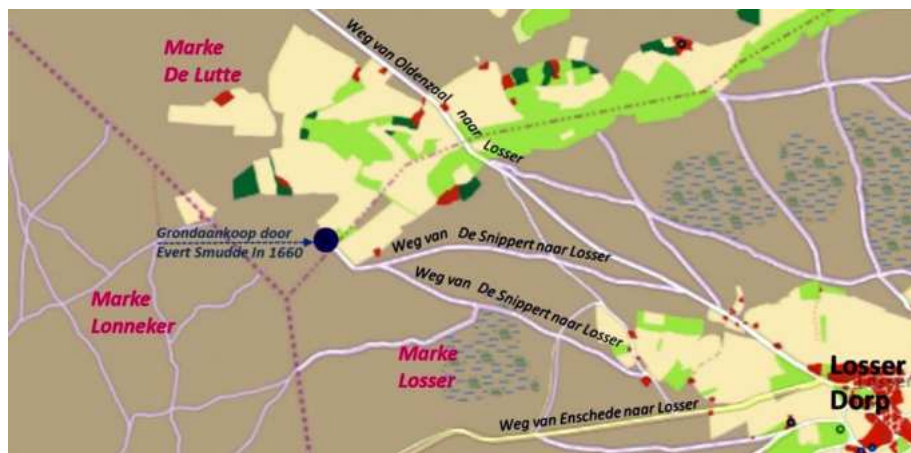 Marke
De Lutte
Weg van Oldenzaal naar Losser
Grondaankoop door
Evert Smudde In 1660
Weg van De Snippert naar Losser
Weg van De Snippert naar Losser
Marke
Lonneker
Marke
Losser
Losser
Losser
Dorp
Weg van Enschede naar Losser